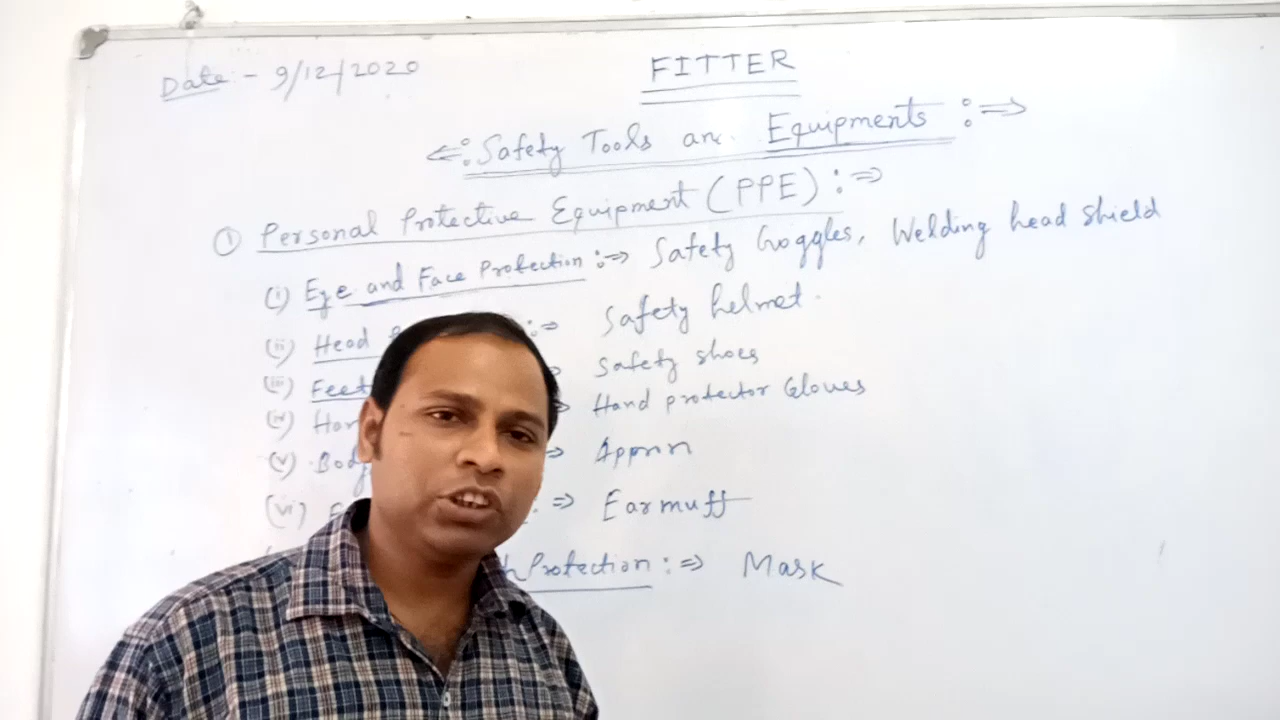 Date:- 9/12/2020
FITTER
⇐: Safety Tools an Equipments :⇒
① Personal Protective Equipment (PPE) :⇒
(i) Eye and Face Protection :⇒ Safety Goggles, Welding head shield
(ii) Head :⇒ Safety helmet.
(iii) Feet Safety shoes
(iv) Hand protector Gloves
(v) Body ⇒ Appron
(vi) :⇒ Earmuff
Protection :⇒ Mask